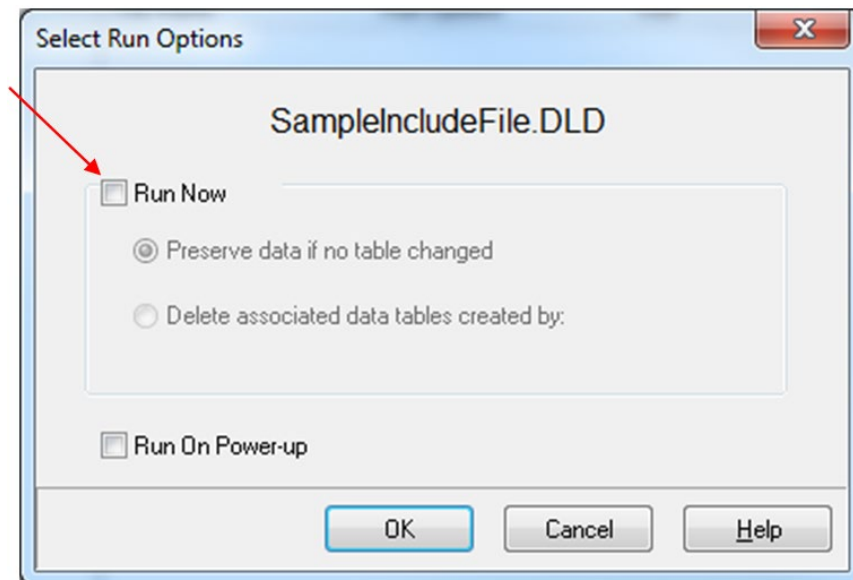 Select Run Options
SampleIncludeFile.DLD
Run Now
Preserve data if no table changed
Delete associated data tables created by:
Run On Power-up
OK
Cancel
Help